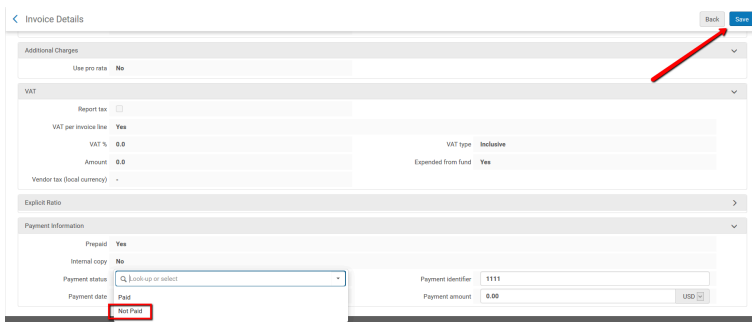 Invoice Details Back Save
Additional Charges
Use pro rata No
VAT
Report tax
VAT per invoice line Yes
VAT % 0.0 VAT type Inclusive
Amount 0.0 Expended from fund Yes
Vendor tax (local currency) -
Explicit Ratio
Payment Information
Prepaid Yes
Internal copy No
Payment status Look-up or select Payment identifier 1111
Payment date Paid Payment amount 0.00 USD
Not Paid